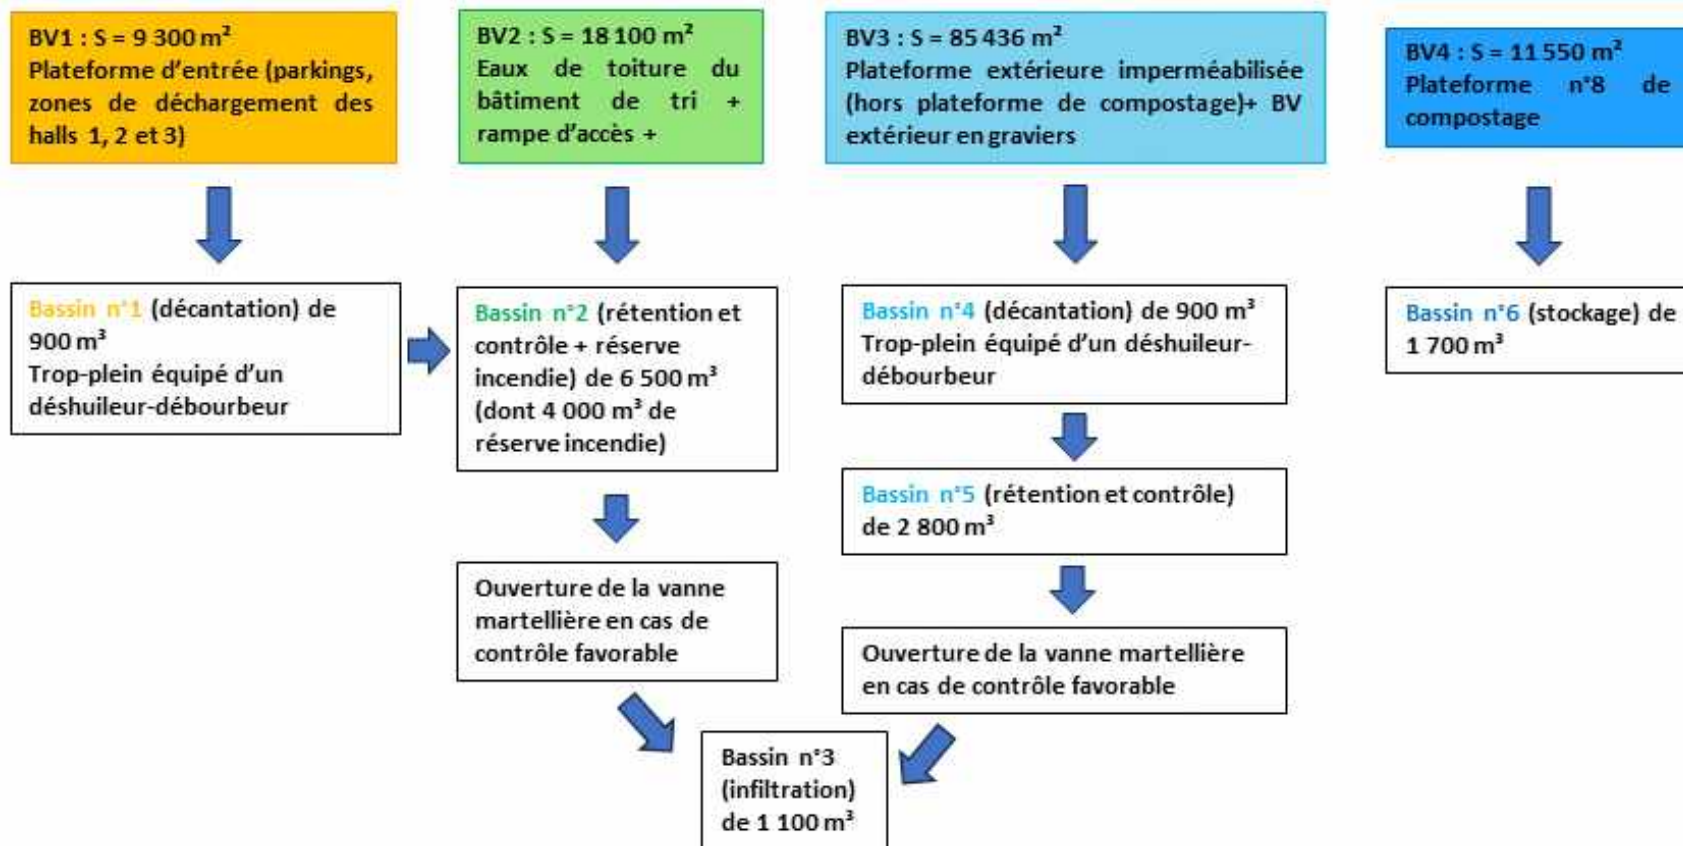 BV1 : S = 9 300 m²
Plateforme d'entrée (parkings,
zones de déchargement des
halls 1, 2 et 3)
BV2 : S = 18 100 m²
Eaux de toiture du
bâtiment de tri +
rampe d'accès +
BV3 : S = 85 436 m²
Plateforme extérieure imperméabilisée
(hors plateforme de compostage)+ BV
extérieur en graviers
BV4 : S = 11 550 m²
Plateforme n°8 de
compostage
Bassin n°1 (décantation) de
900 m³
Trop-plein équipé d'un
déshuileur-débourbeur
Bassin n°2 (rétention et
contrôle + réserve
incendie) de 6 500 m³
(dont 4 000 m³ de
réserve incendie)
Bassin n°4 (décantation) de 900 m³
Trop-plein équipé d'un déshuileur-
débourbeur
Bassin n°6 (stockage) de
1 700 m³
Bassin n°5 (rétention et contrôle)
de 2 800 m³
Ouverture de la vanne
martellière en cas de
contrôle favorable
Ouverture de la vanne martellière
en cas de contrôle favorable
Bassin n°3
(infiltration)
de 1 100 m³